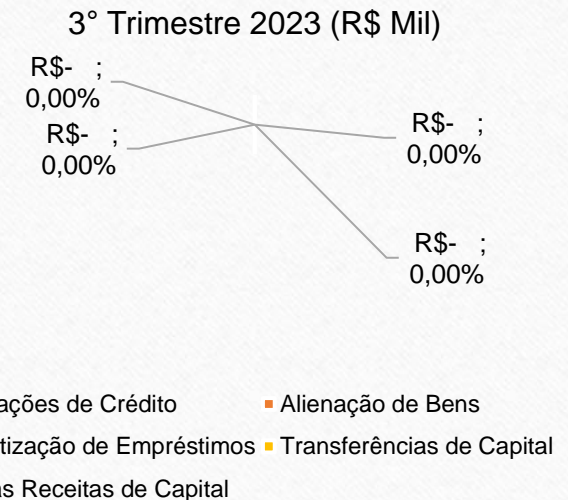 3° Trimestre 2023 (R$ Mil)
R$-   ;
0,00%
R$-   ;
0,00%
R$-   ;
0,00%
R$-   ;
0,00%
ações de Crédito
Alienação de Bens
tização de Empréstimos
Transferências de Capital
as Receitas de Capital